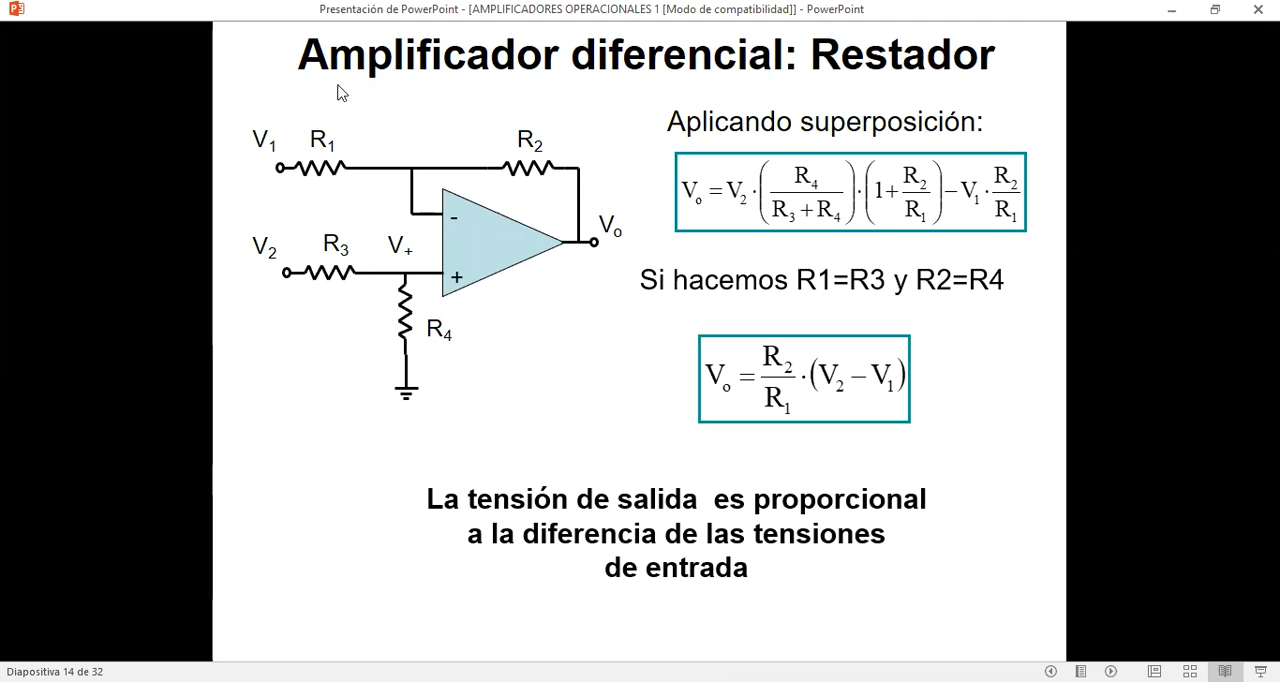 Presentación de PowerPoint - [AMPLIFICADORES OPERACIONALES 1 [Modo de compatibilidad]] - PowerPoint
Amplificador diferencial: Restador
V₁ R₁ R₂
V₂ R₃ V₊ - + Vₒ
R₄
Aplicando superposición:
Vₒ = V₂ · (R₄ / (R₃ + R₄)) · (1 + R₂ / R₁) − V₁ · R₂ / R₁
Si hacemos R1=R3 y R2=R4
Vₒ = R₂ / R₁ · (V₂ − V₁)
La tensión de salida es proporcional
a la diferencia de las tensiones
de entrada
Diapositiva 14 de 32